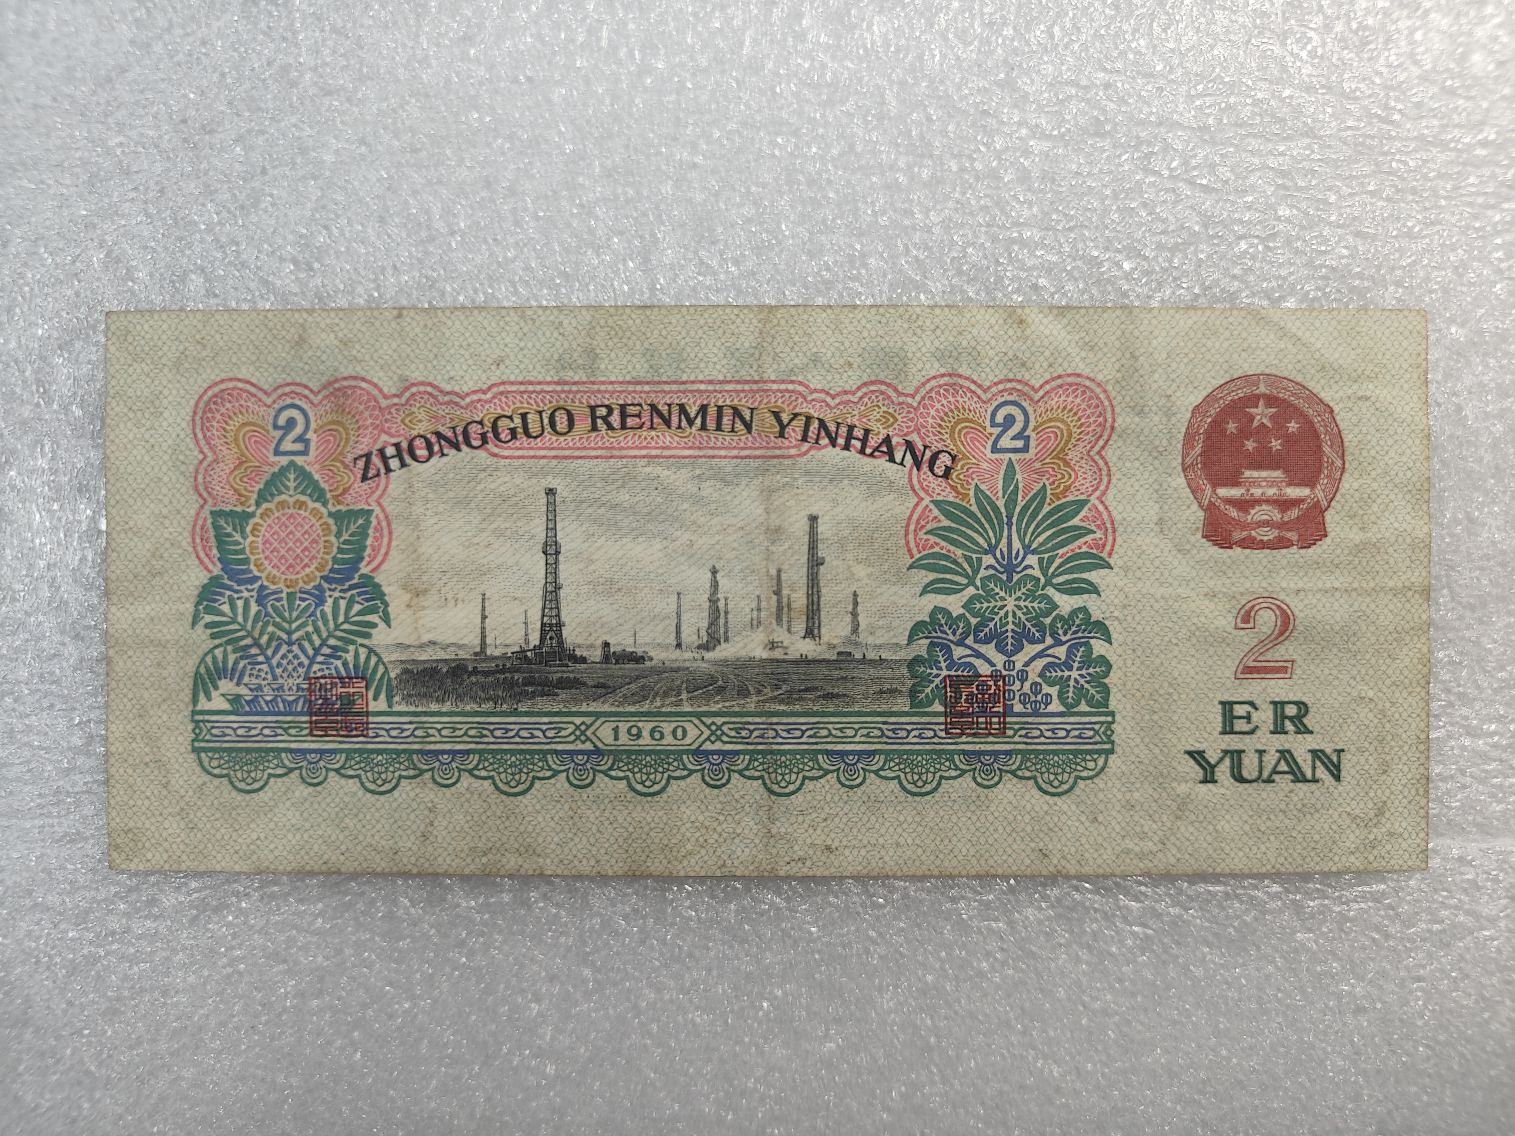 2
2
ZHONGGUO RENMIN YINHANG
1960
2
ER
YUAN